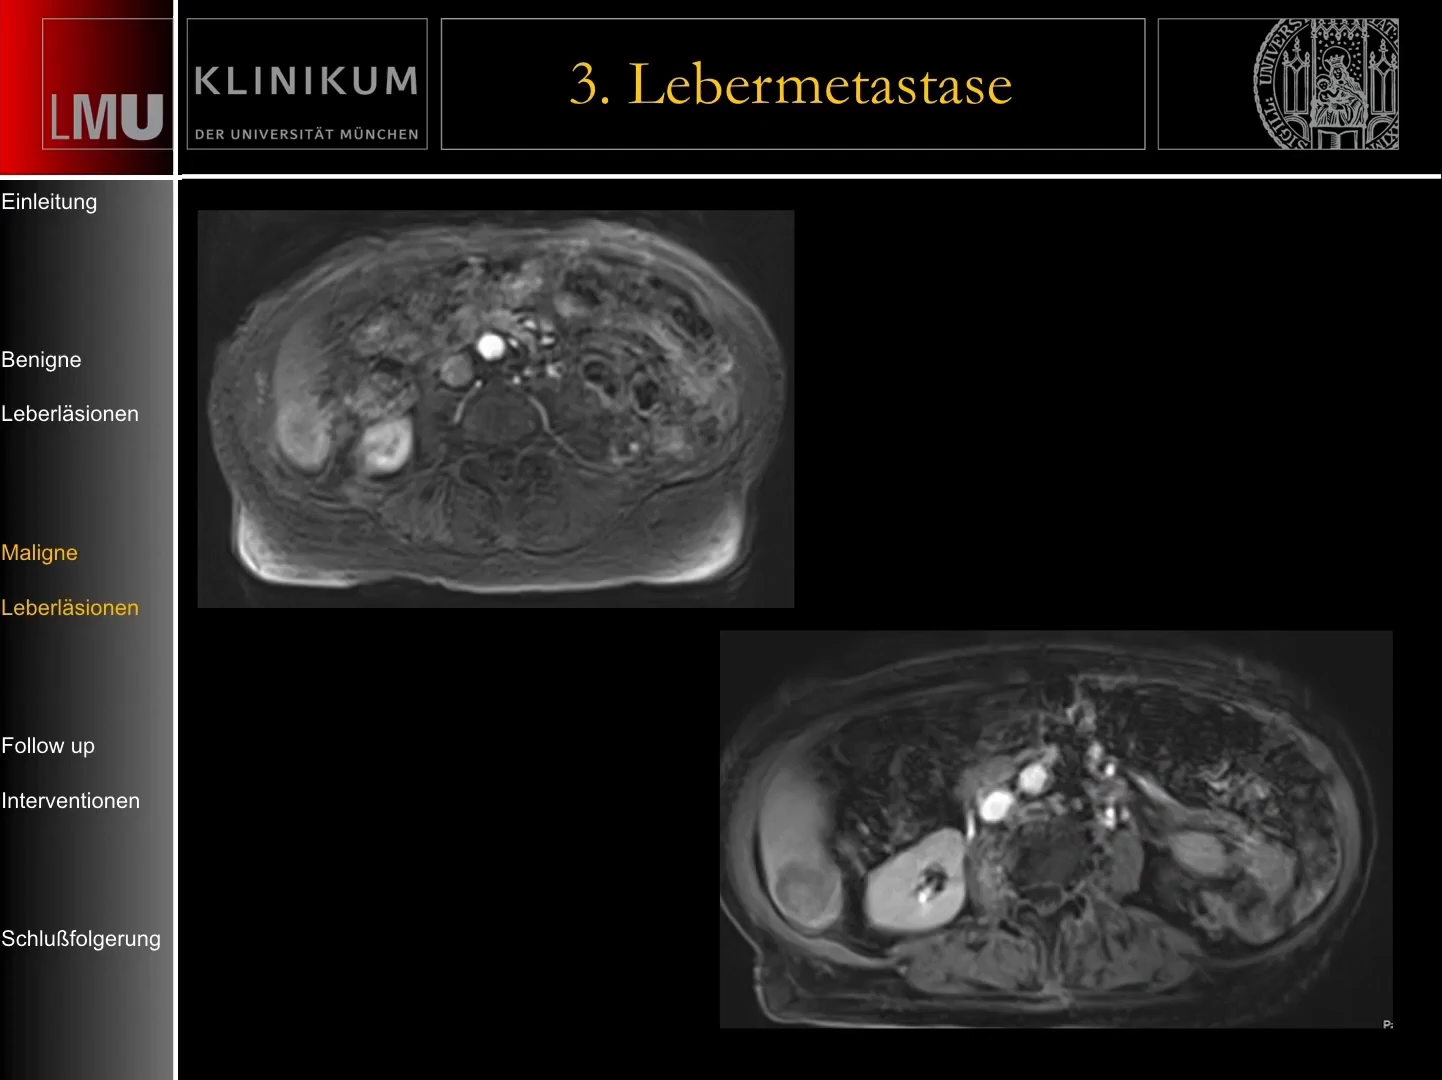 LMU
KLINIKUM
DER UNIVERSITÄT MÜNCHEN
3. Lebermetastase
Einleitung
Benigne
Leberläsionen
Maligne
Leberläsionen
Follow up
Interventionen
Schlußfolgerung